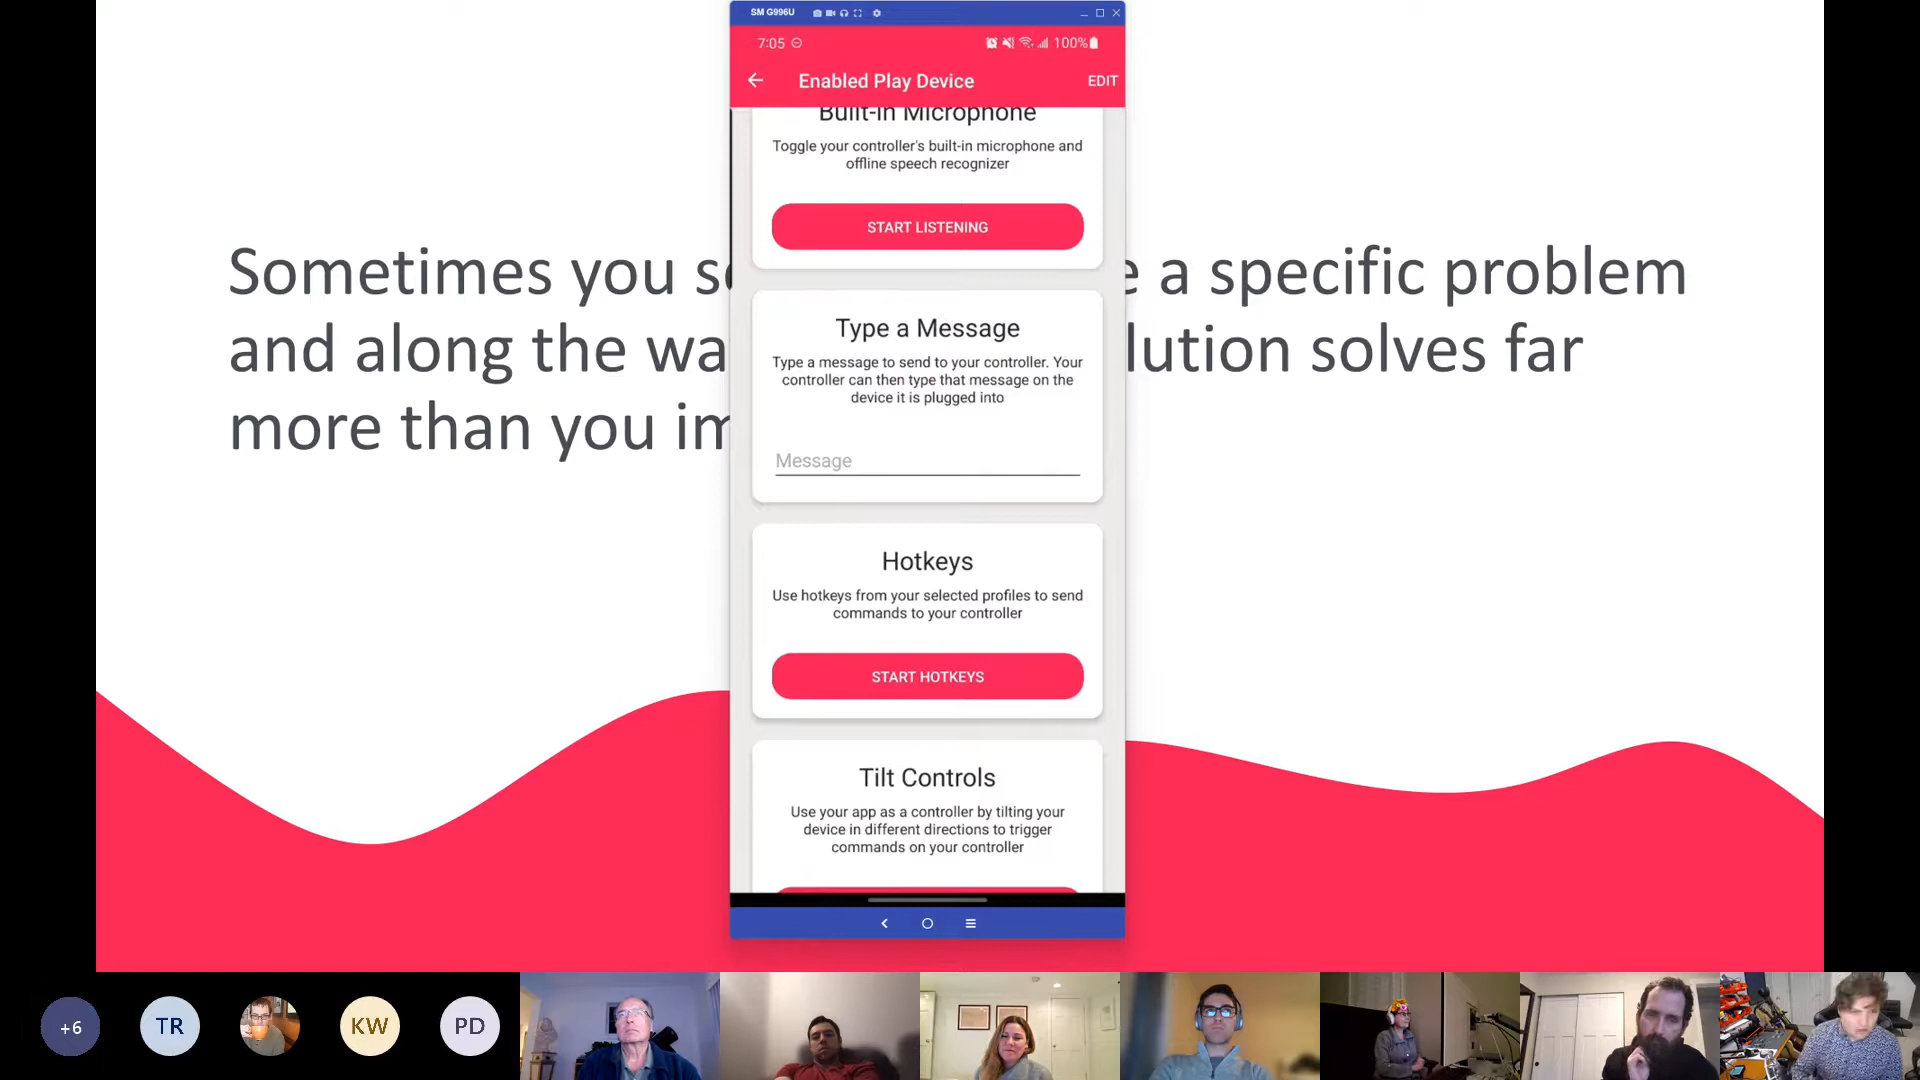 SM G996U
7:05
100%
Enabled Play Device
EDIT
Built-in Microphone
Toggle your controller's built-in microphone and
offline speech recognizer
START LISTENING
Type a Message
Type a message to send to your controller. Your
controller can then type that message on the
device it is plugged into
Message
Hotkeys
Use hotkeys from your selected profiles to send
commands to your controller
START HOTKEYS
Tilt Controls
Use your app as a controller by tilting your
device in different directions to trigger
commands on your controller
Sometimes you s a specific problem
and along the wa lution solves far
more than you im
+6
TR
KW
PD